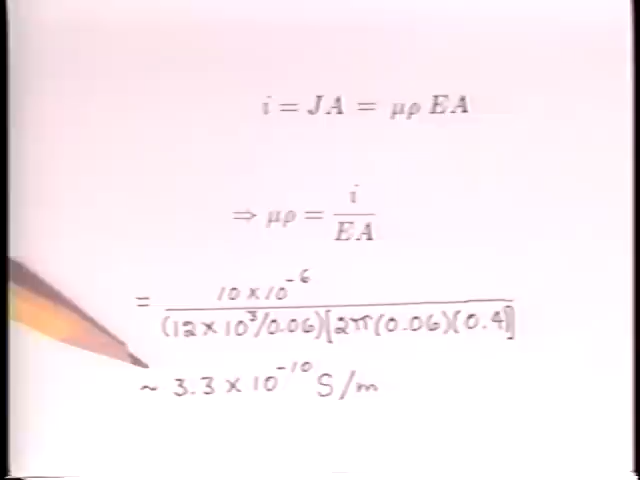 i = JA = μρ EA
⇒ μρ = i / EA
= 10 × 10^-6 / (12 × 10^3/0.06)[2π(0.06)(0.4)]
~ 3.3 × 10^-10 S/m